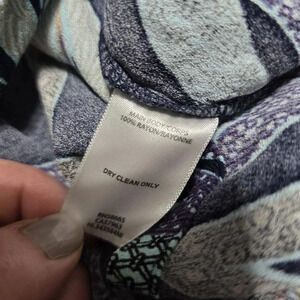 MAIN BODY/CORPS
100% RAYON/RAYONNE
DRY CLEAN ONLY